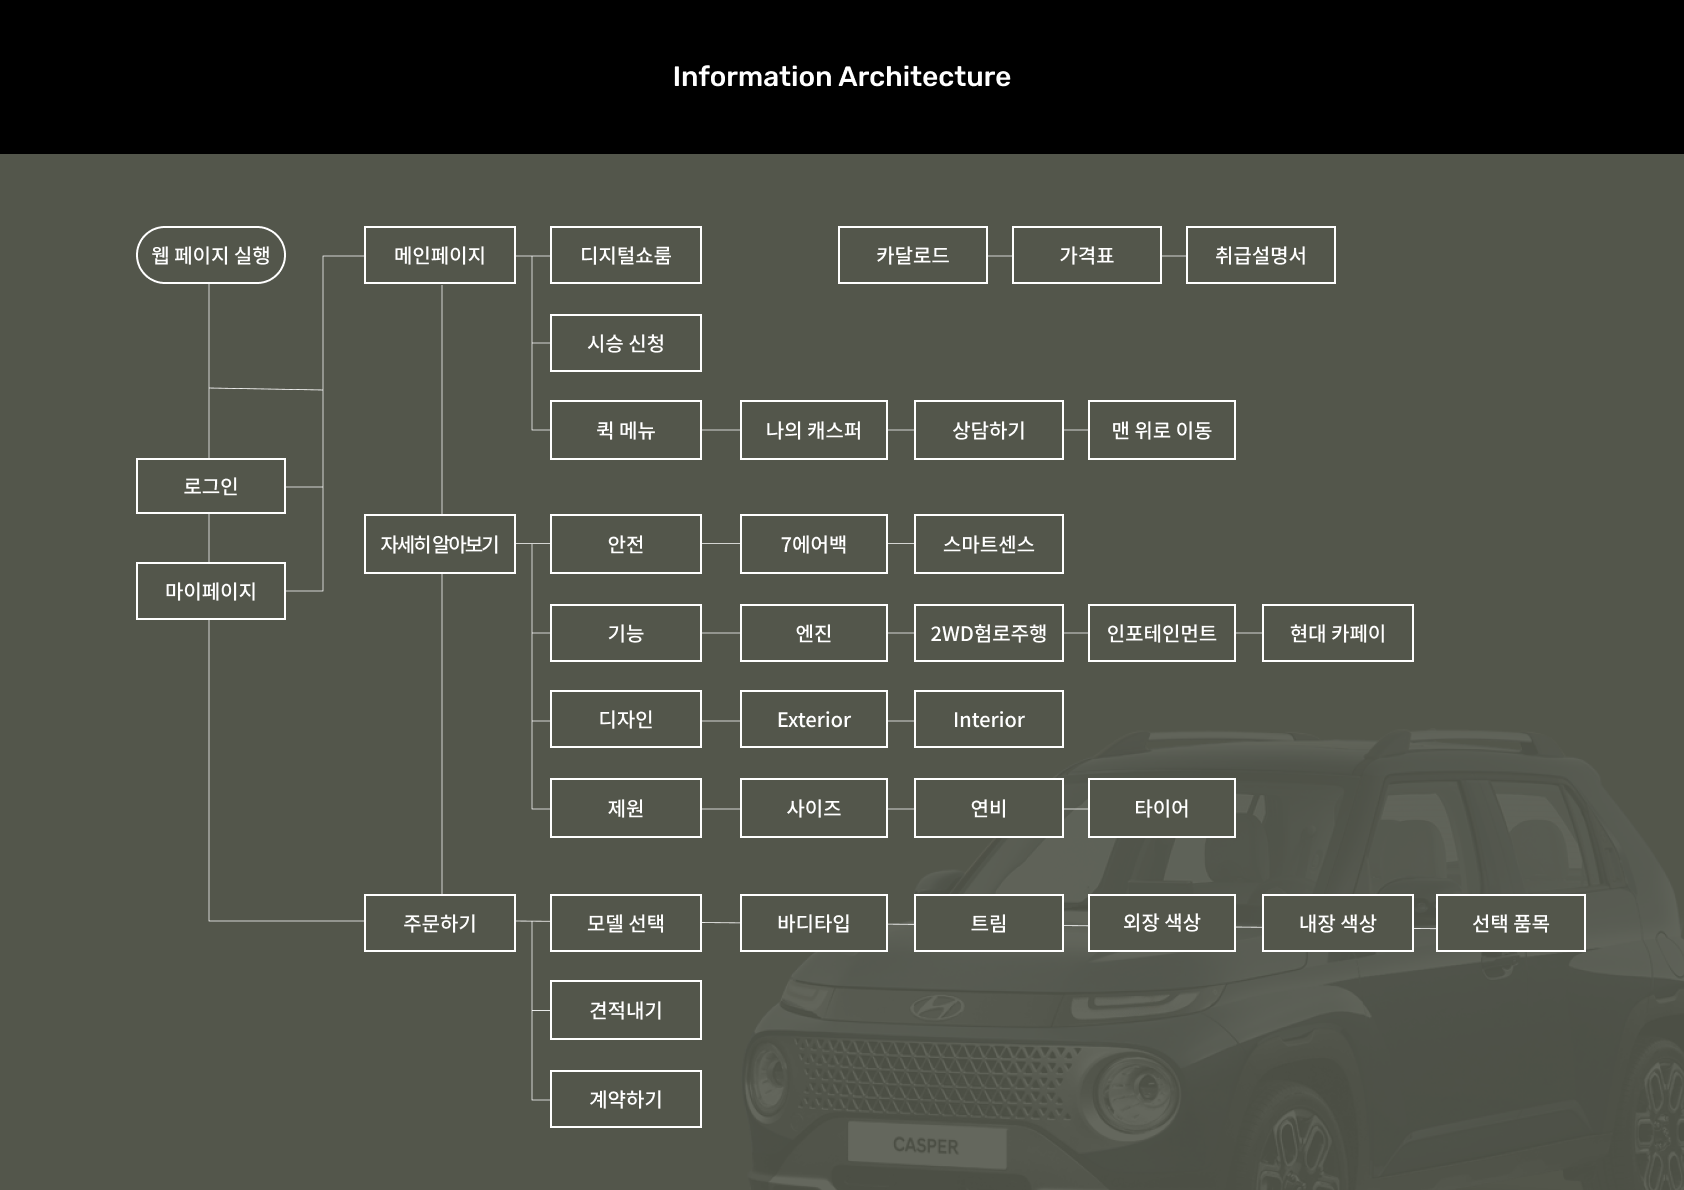 Information Architecture
웹 페이지 실행
메인페이지
디지털쇼룸
카달로드
가격표
취급설명서
시승 신청
퀵 메뉴
나의 캐스퍼
상담하기
맨 위로 이동
로그인
자세히알아보기
안전
7에어백
스마트센스
마이페이지
기능
엔진
2WD험로주행
인포테인먼트
현대 카페이
디자인
Exterior
Interior
제원
사이즈
연비
타이어
주문하기
모델 선택
바디타입
트림
외장 색상
내장 색상
선택 품목
견적내기
계약하기
CASPER